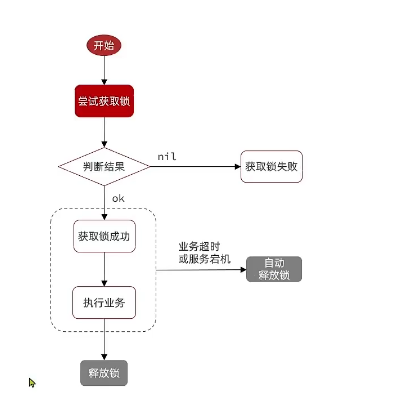 开始
尝试获取锁
判断结果
nil
获取锁失败
ok
获取锁成功
业务超时
或服务宕机
自动
释放锁
执行业务
释放锁